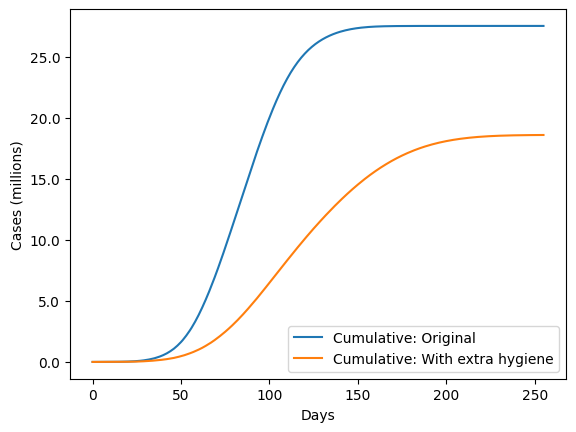 Cases (millions)
25.0
20.0
15.0
10.0
5.0
0.0
Cumulative: Original
Cumulative: With extra hygiene
0 50 100 150 200 250
Days